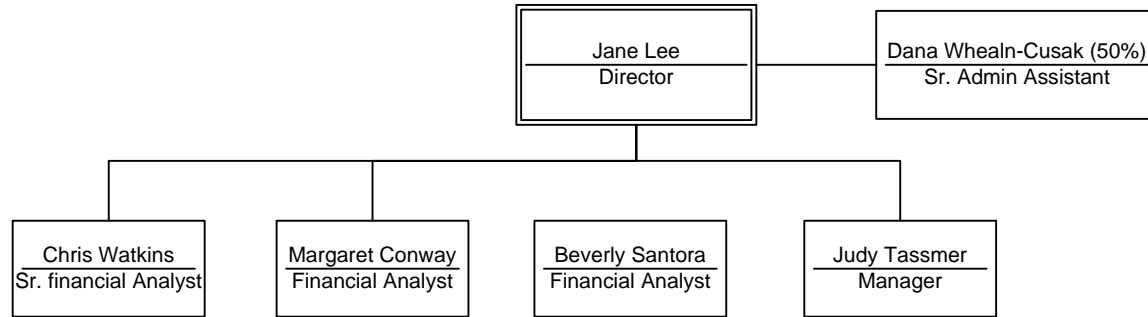 Jane Lee
Director
Dana Whealn-Cusak (50%)
Sr. Admin Assistant
Chris Watkins
Sr. financial Analyst
Margaret Conway
Financial Analyst
Beverly Santora
Financial Analyst
Judy Tassmer
Manager